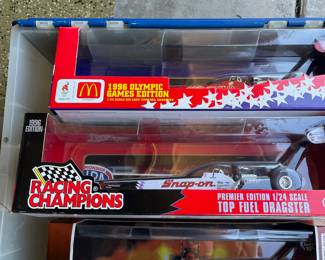 1996 OLYMPIC
GAMES EDITION
1996
EDITION
RACING
CHAMPIONS
Snap-on
PREMIER EDITION 1/24 SCALE
TOP FUEL DRAGSTER